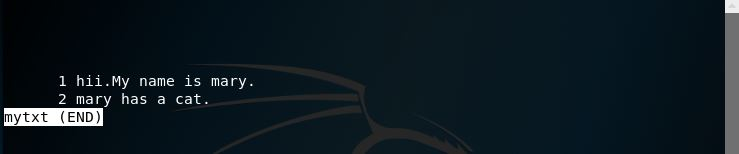 1 hii.My name is mary.
2 mary has a cat.
mytxt (END)